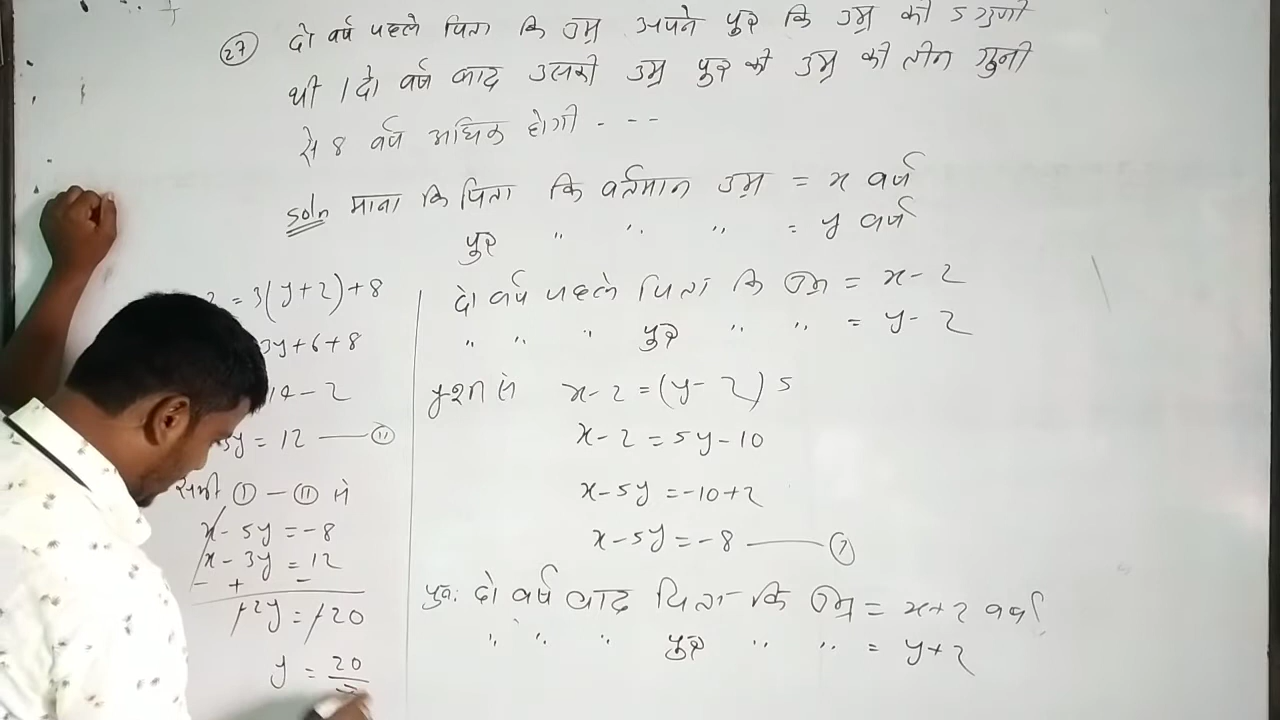 (27) दो वर्ष पहले पिता कि उम्र अपने पुत्र कि उम्र की 5 गुणी
थी । दो वर्ष बाद उसकी उम्र पुत्र की उम्र की तीन गुनी
से 8 वर्ष अधिक होगी - - -
Soln माना कि पिता कि वर्तमान उम्र = x वर्ष
पुत्र " " " = y वर्ष
दो वर्ष पहले पिता कि उम्र = x - 2
" " " पुत्र " " = y - 2
प्रश्न से x - 2 = (y - 2) 5
x - 2 = 5y - 10
x - 5y = -10 + 2
x - 5y = -8 —— (i)
पुनः दो वर्ष बाद पिता कि उम्र = x + 2 वर्ष
" " " पुत्र " " = y + 2
2 = 3(y + 2) + 8
3y + 6 + 8
14 - 2
3y = 12 —— (ii)
समी (i) - (ii) से
x - 5y = -8
x - 3y = 12
- + -
-2y = -20
y = 20